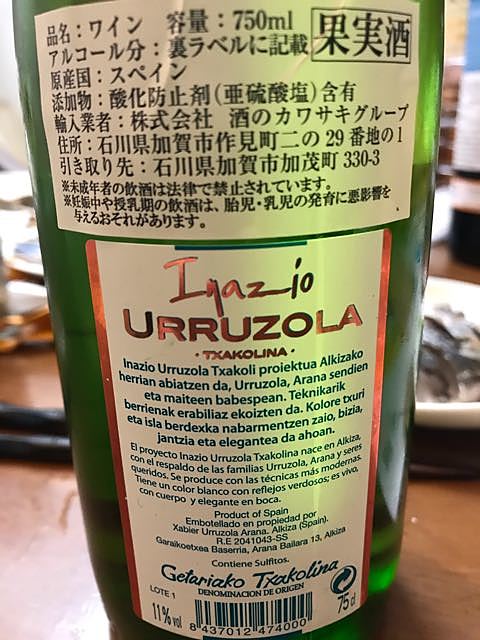 品名：ワイン　容量：750ml
アルコール分：裏ラベルに記載
果実酒
原産国：スペイン
添加物：酸化防止剤（亜硫酸塩）含有
輸入業者：株式会社　酒のカワサキグループ
住所：石川県加賀市作見町二の29番地の1
引き取り先：石川県加賀市加茂町330-3
※未成年者の飲酒は法律で禁止されています。
※妊娠中や授乳期の飲酒は、胎児・乳児の発育に悪影響を
与えるおそれがあります。
Inazio
URRUZOLA
· TXAKOLINA ·
Inazio Urruzola Txakoli proiektua Alkizako
herrian abiatzen da, Urruzola, Arana sendien
eta maiteen babespean. Teknikarik
berrienak erabiliaz ekoizten da. Kolore txuri
eta isla berdexka nabarmentzen zaio, bizia,
jantzia eta elegantea da ahoan.
El proyecto Inazio Urruzola Txakolina nace en Alkiza,
con el respaldo de las familias Urruzola, Arana y seres
queridos. Se produce con las técnicas más modernas.
Tiene un color blanco con reflejos verdosos; es vivo,
con cuerpo y elegante en boca.
Product of Spain
Embotellado en propiedad por
Xabier Urruzola Arana. Alkiza (Spain).
R.E 2041043-SS
Garaikoetxea Baserria, Arana Bailara 13, Alkiza
Contiene Sulfitos.
Getariako Txakolina
DENOMINACION DE ORIGEN
LOTE 1
11% vol
75 cl
8 437012 474000